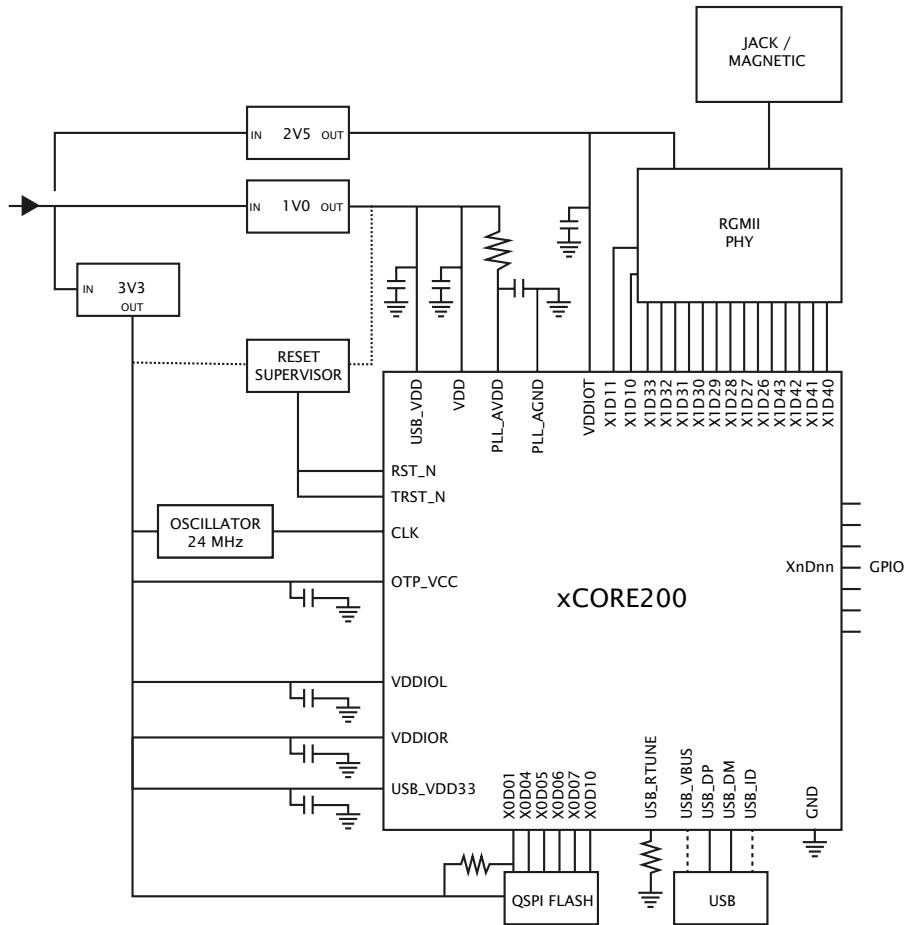 JACK /
MAGNETIC
IN 2V5 OUT
IN 1V0 OUT
RGMII
PHY
IN 3V3
OUT
RESET
SUPERVISOR
USB_VDD
VDD
PLL_AVDD
PLL_AGND
VDDIOT
X1D11
X1D10
X1D33
X1D32
X1D31
X1D30
X1D29
X1D28
X1D27
X1D26
X1D43
X1D42
X1D41
X1D40
RST_N
TRST_N
OSCILLATOR
24 MHz
CLK
XnDnn
GPIO
OTP_VCC
xCORE200
VDDIOL
VDDIOR
USB_VDD33
X0D01
X0D04
X0D05
X0D06
X0D07
X0D10
USB_RTUNE
USB_VBUS
USB_DP
USB_DM
USB_ID
GND
QSPI FLASH
USB